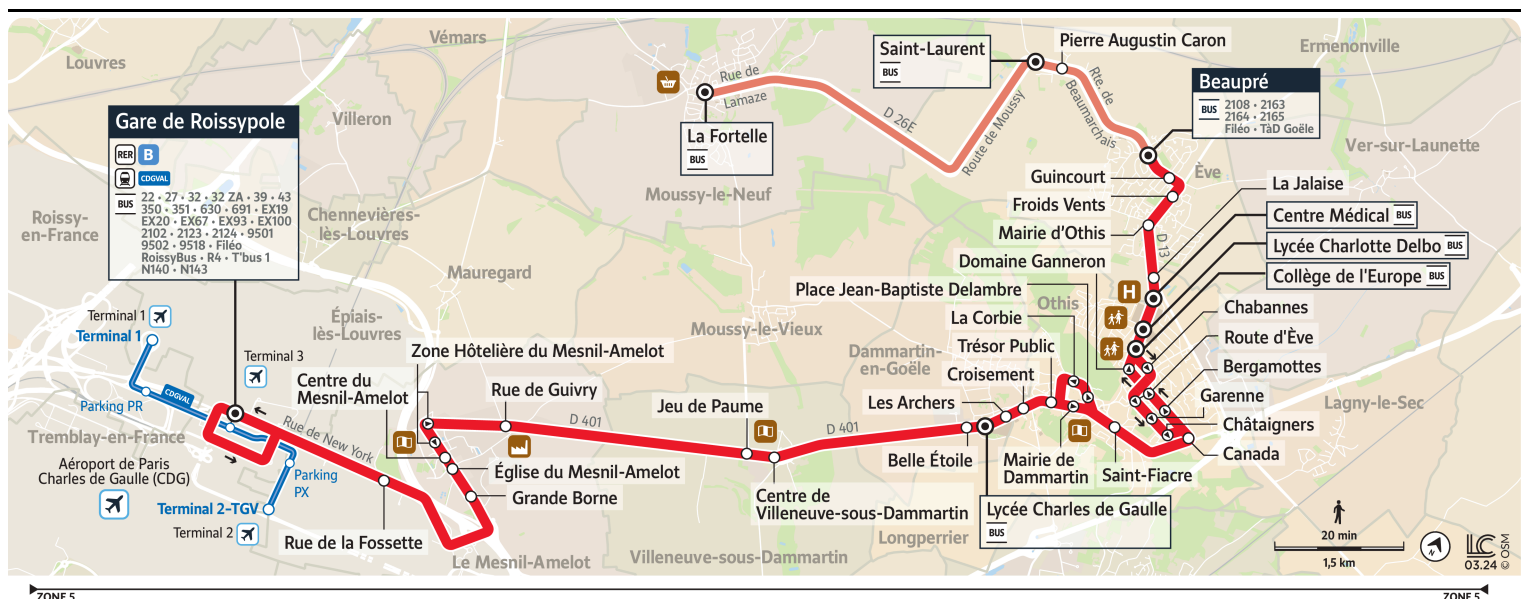 Louvres
Vémars
Ermenonville
Villeron
Ver-sur-Launette
Roissy-
en-France
Chennevières-
lès-Louvres
Mauregard
Épiais-
lès-Louvres
Moussy-le-Neuf
Moussy-le-Vieux
Dammartin-
en-Goële
Othis
Ève
Lagny-le-Sec
Tremblay-en-France
Le Mesnil-Amelot
Villeneuve-sous-Dammartin
Longperrier
Gare de Roissypole
RER B
CDGVAL
BUS
22 • 27 • 32 • 32 ZA • 39 • 43
350 • 351 • 630 • 691 • EX19
EX20 • EX67 • EX93 • EX100
2102 • 2123 • 2124 • 9501
9502 • 9518 • Filéo
RoissyBus • R4 • T'bus 1
N140 • N143
Terminal 1
Terminal 1
Parking PR
CDGVAL
Terminal 3
Aéroport de Paris
Charles de Gaulle (CDG)
Parking
PX
Terminal 2-TGV
Terminal 2
Rue de New York
Rue de la Fossette
Centre du
Mesnil-Amelot
Zone Hôtelière du Mesnil-Amelot
Église du Mesnil-Amelot
Grande Borne
Rue de Guivry
D 401
Jeu de Paume
Centre de
Villeneuve-sous-Dammartin
D 401
Belle Étoile
Lycée Charles de Gaulle
BUS
Les Archers
Croisement
Trésor Public
La Corbie
Place Jean-Baptiste Delambre
Domaine Ganneron
Mairie de
Dammartin
Saint-Fiacre
Canada
Châtaigners
Garenne
Bergamottes
Route d'Ève
Chabannes
Collège de l'Europe BUS
Lycée Charlotte Delbo BUS
Centre Médical BUS
La Jalaise
H
D 13
Mairie d'Othis
Froids Vents
Guincourt
Beaupré
BUS
2108 • 2163
2164 • 2165
Filéo • TàD Goële
Rte. de
Beaumarchais
Pierre Augustin Caron
Saint-Laurent
BUS
Route de Moussy
D 26E
Rue de
Lamaze
La Fortelle
BUS
20 min
1,5 km
N
LC
03.24
© OSM
ZONE 5
ZONE 5